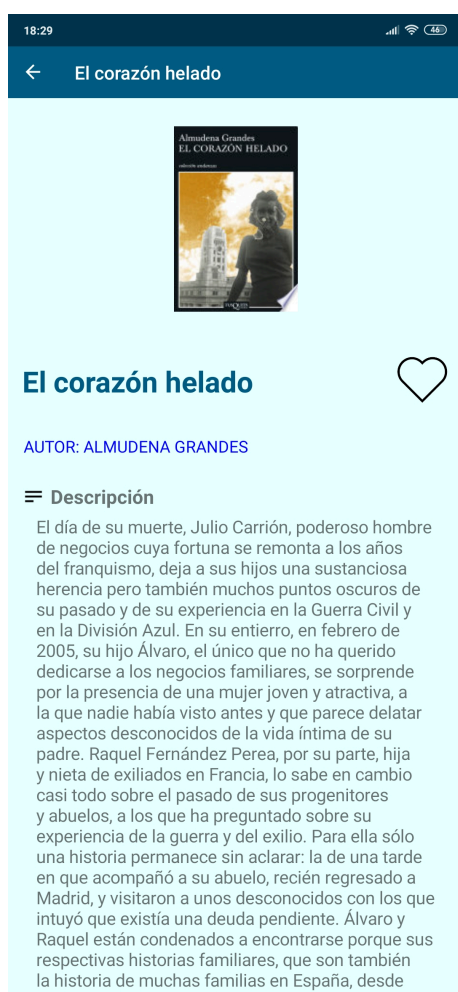 18:29
46
El corazón helado
Almudena Grandes
EL CORAZÓN HELADO
colección andanzas
TUSQUETS
El corazón helado
AUTOR: ALMUDENA GRANDES
Descripción
El día de su muerte, Julio Carrión, poderoso hombre
de negocios cuya fortuna se remonta a los años
del franquismo, deja a sus hijos una sustanciosa
herencia pero también muchos puntos oscuros de
su pasado y de su experiencia en la Guerra Civil y
en la División Azul. En su entierro, en febrero de
2005, su hijo Álvaro, el único que no ha querido
dedicarse a los negocios familiares, se sorprende
por la presencia de una mujer joven y atractiva, a
la que nadie había visto antes y que parece delatar
aspectos desconocidos de la vida íntima de su
padre. Raquel Fernández Perea, por su parte, hija
y nieta de exiliados en Francia, lo sabe en cambio
casi todo sobre el pasado de sus progenitores
y abuelos, a los que ha preguntado sobre su
experiencia de la guerra y del exilio. Para ella sólo
una historia permanece sin aclarar: la de una tarde
en que acompañó a su abuelo, recién regresado a
Madrid, y visitaron a unos desconocidos con los que
intuyó que existía una deuda pendiente. Álvaro y
Raquel están condenados a encontrarse porque sus
respectivas historias familiares, que son también
la historia de muchas familias en España, desde